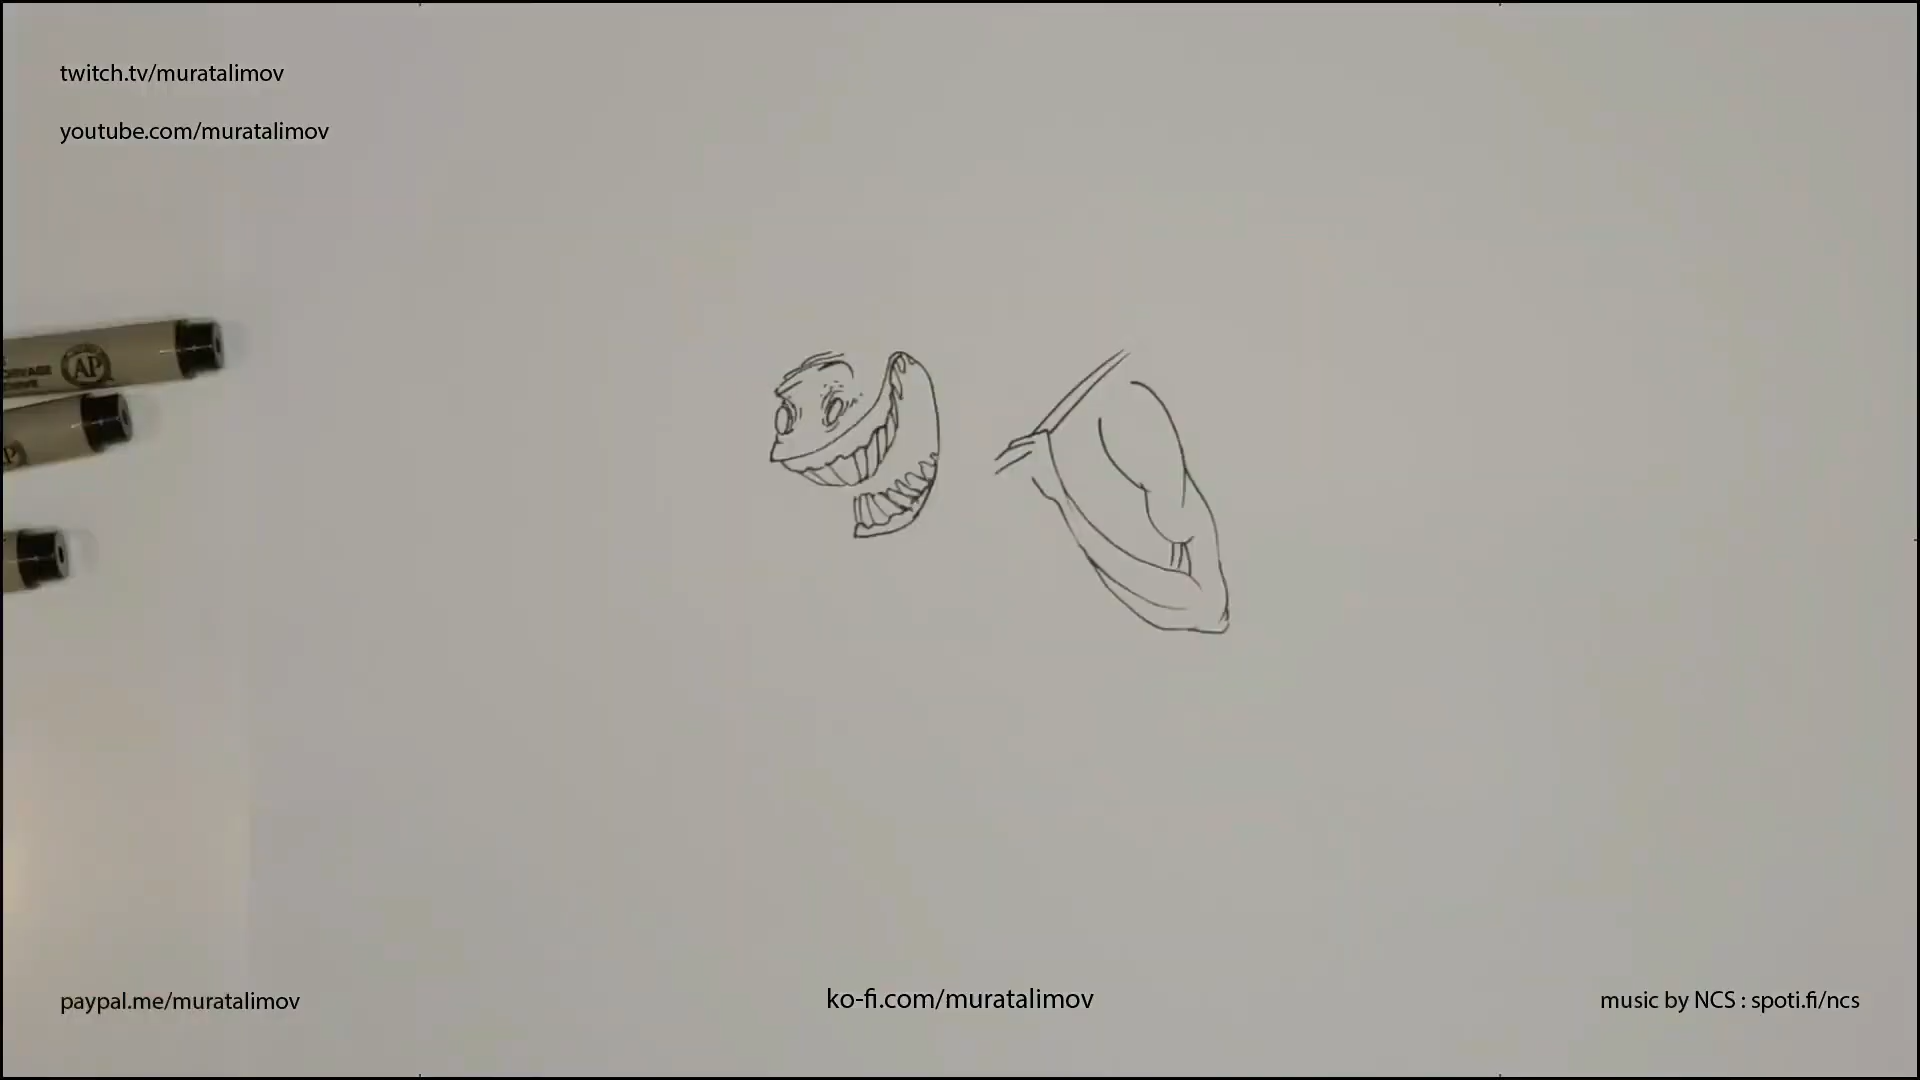 twitch.tv/muratalimov
youtube.com/muratalimov
AP
paypal.me/muratalimov
ko-fi.com/muratalimov
music by NCS : spoti.fi/ncs